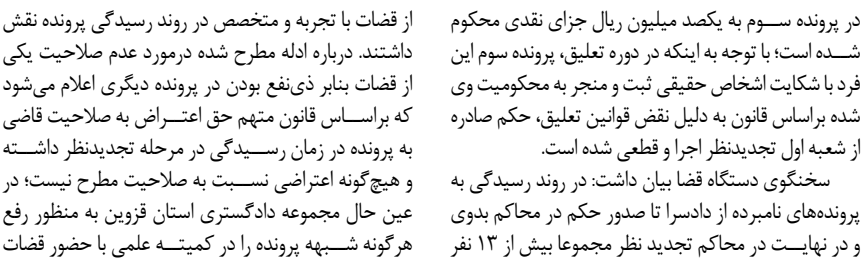 در پرونده سوم به یکصد میلیون ریال جزای نقدی محکوم
شده است؛ با توجه به اینکه در دوره تعلیق، پرونده سوم این
فرد با شکایت اشخاص حقیقی ثبت و منجر به محکومیت وی
شده براساس قانون به دلیل نقض قوانین تعلیق، حکم صادره
از شعبه اول تجدیدنظر اجرا و قطعی شده است.
سخنگوی دستگاه قضا بیان داشت: در روند رسیدگی به
پرونده‌های نامبرده از دادسرا تا صدور حکم در محاکم بدوی
و در نهایت در محاکم تجدید نظر مجموعا بیش از ۱۳ نفر
از قضات با تجربه و متخصص در روند رسیدگی پرونده نقش
داشتند. درباره ادله مطرح شده درمورد عدم صلاحیت یکی
از قضات بنابر ذی‌نفع بودن در پرونده دیگری اعلام می‌شود
که براساس قانون متهم حق اعتراض به صلاحیت قاضی
به پرونده در زمان رسیدگی در مرحله تجدیدنظر داشته
و هیچ‌گونه اعتراضی نسبت به صلاحیت مطرح نیست؛ در
عین حال مجموعه دادگستری استان قزوین به منظور رفع
هرگونه شبهه پرونده را در کمیته علمی با حضور قضات